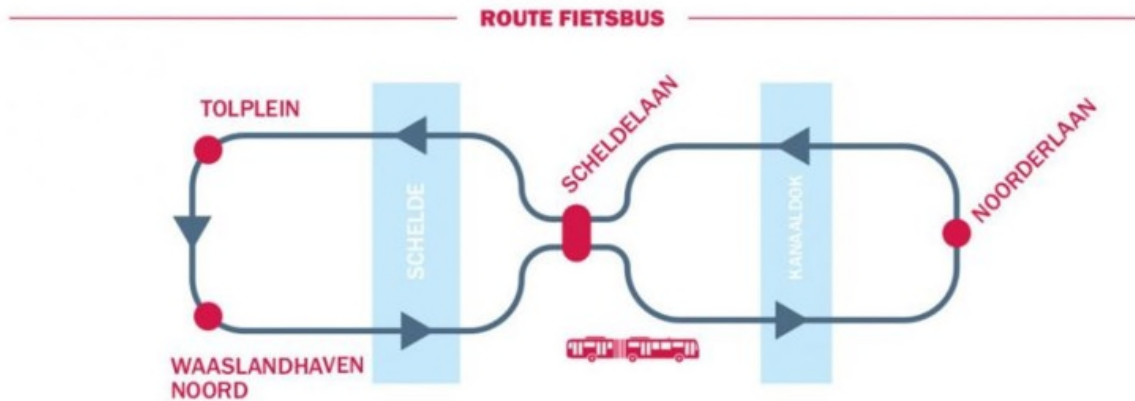 ROUTE FIETSBUS
TOLPLEIN
SCHELDE
SCHELDELAAN
KANAALDOK
NOORDERLAAN
WAASLANDHAVEN
NOORD